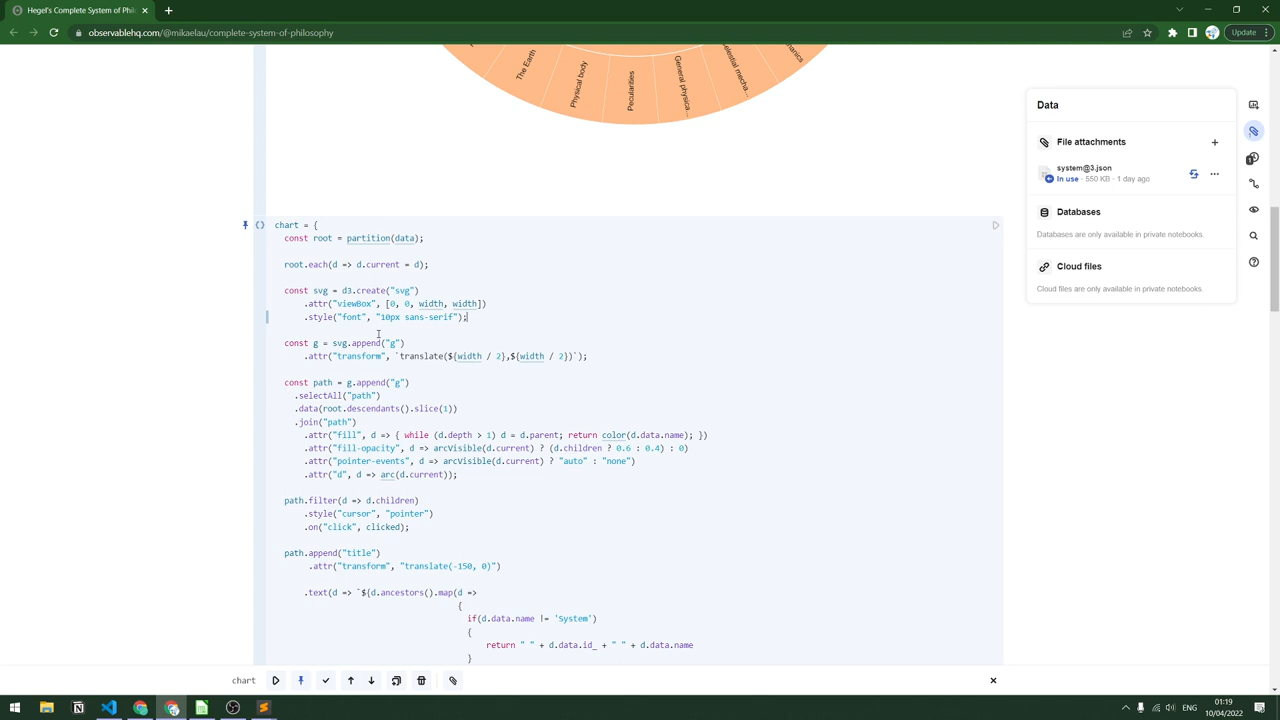 Hegel's Complete System of Phil
observablehq.com/@mikaelau/complete-system-of-philosophy
Update
The Earth
Physical body
Pecularities
General physica...
elestial mecha...
hanics
Data
File attachments
system@3.json
In use · 550 KB · 1 day ago
Databases
Databases are only available in private notebooks.
Cloud files
Cloud files are only available in private notebooks.
chart = {
const root = partition(data);
root.each(d => d.current = d);
const svg = d3.create("svg")
.attr("viewBox", [0, 0, width, width])
.style("font", "10px sans-serif");
const g = svg.append("g")
.attr("transform", `translate(${width / 2},${width / 2})`);
const path = g.append("g")
.selectAll("path")
.data(root.descendants().slice(1))
.join("path")
.attr("fill", d => { while (d.depth > 1) d = d.parent; return color(d.data.name); })
.attr("fill-opacity", d => arcVisible(d.current) ? (d.children ? 0.6 : 0.4) : 0)
.attr("pointer-events", d => arcVisible(d.current) ? "auto" : "none")
.attr("d", d => arc(d.current));
path.filter(d => d.children)
.style("cursor", "pointer")
.on("click", clicked);
path.append("title")
.attr("transform", "translate(-150, 0)")
.text(d => `${d.ancestors().map(d =>
{
if(d.data.name != 'System')
{
return " " + d.data.id_ + " " + d.data.name
}
chart
ENG
01:19
10/04/2022